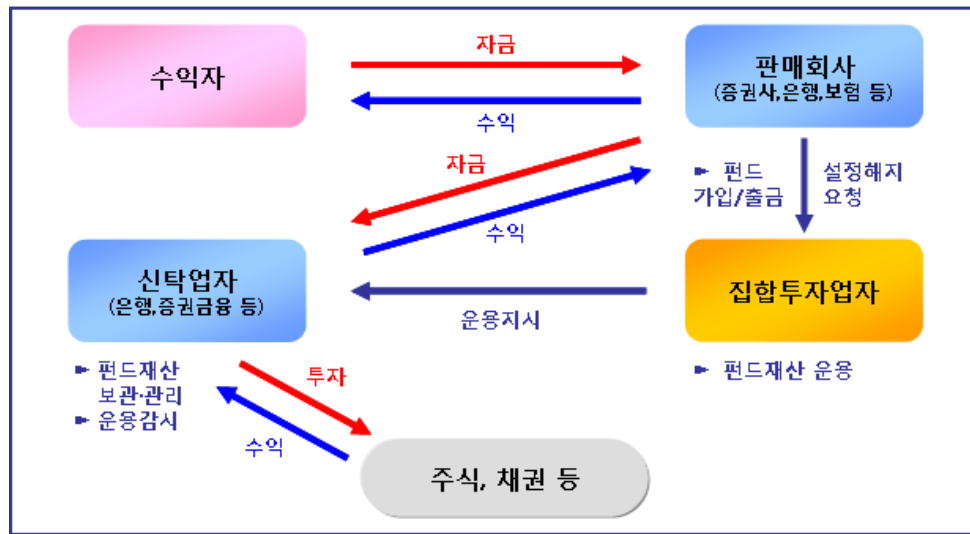 수익자
자금
수익
판매회사
(증권사,은행,보험 등)
자금
수익
► 펀드
가입/출금
설정해지
요청
신탁업자
(은행,증권금융 등)
운용지시
집합투자업자
► 펀드재산
보관·관리
► 운용감시
투자
수익
► 펀드재산 운용
주식, 채권 등